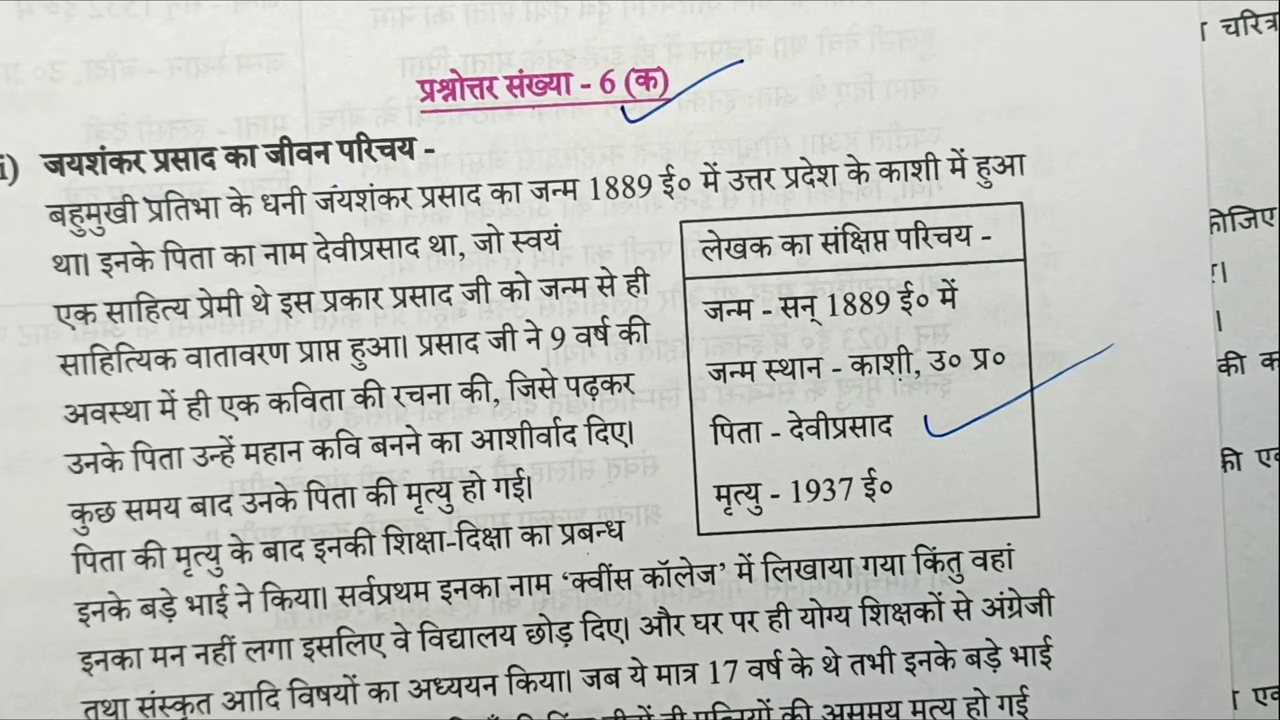 प्रश्नोत्तर संख्या - 6 (क)
i) जयशंकर प्रसाद का जीवन परिचय -
बहुमुखी प्रतिभा के धनी जयशंकर प्रसाद का जन्म 1889 ई० में उत्तर प्रदेश के काशी में हुआ
था। इनके पिता का नाम देवीप्रसाद था, जो स्वयं
एक साहित्य प्रेमी थे इस प्रकार प्रसाद जी को जन्म से ही
साहित्यिक वातावरण प्राप्त हुआ। प्रसाद जी ने 9 वर्ष की
अवस्था में ही एक कविता की रचना की, जिसे पढ़कर
उनके पिता उन्हें महान कवि बनने का आशीर्वाद दिए।
कुछ समय बाद उनके पिता की मृत्यु हो गई।
पिता की मृत्यु के बाद इनकी शिक्षा-दिक्षा का प्रबन्ध
इनके बड़े भाई ने किया। सर्वप्रथम इनका नाम ‘क्वींस कॉलेज’ में लिखाया गया किंतु वहां
इनका मन नहीं लगा इसलिए वे विद्यालय छोड़ दिए। और घर पर ही योग्य शिक्षकों से अंग्रेजी
तथा संस्कृत आदि विषयों का अध्ययन किया। जब ये मात्र 17 वर्ष के थे तभी इनके बड़े भाई
की असमय मृत्यु हो गई
लेखक का संक्षिप्त परिचय -
जन्म - सन् 1889 ई० में
जन्म स्थान - काशी, उ० प्र०
पिता - देवीप्रसाद
मृत्यु - 1937 ई०
चरित्र
की